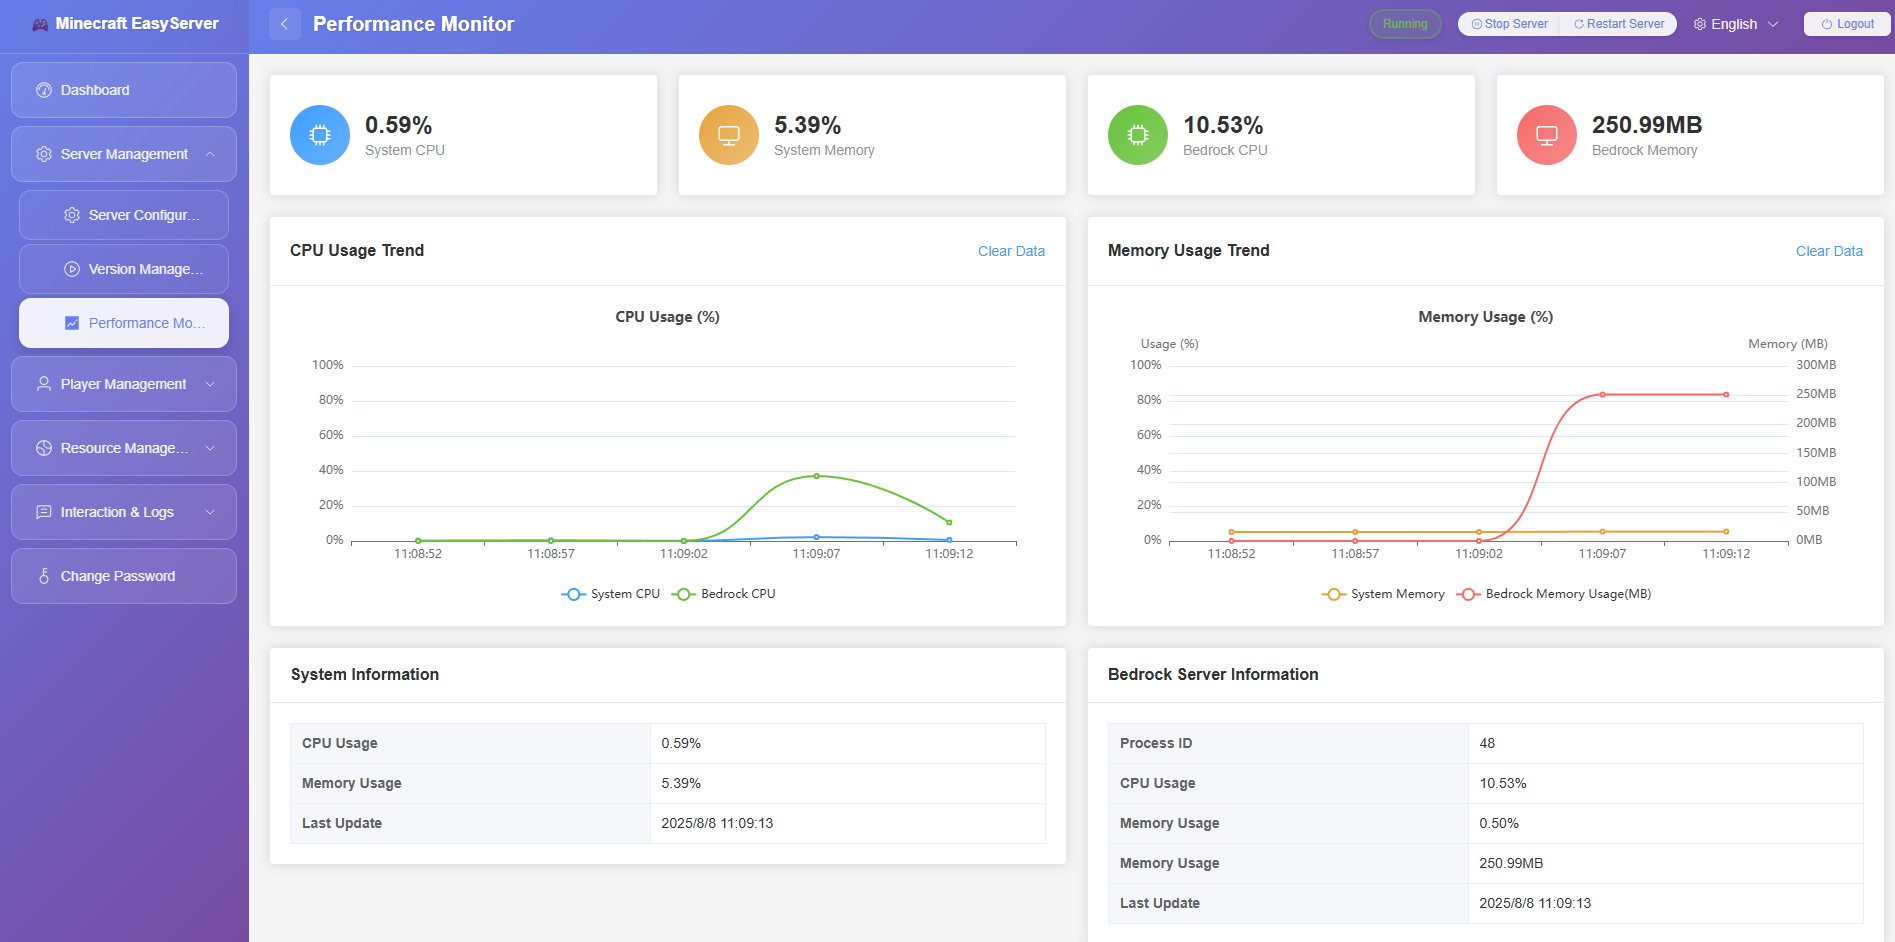 Minecraft EasyServer
Performance Monitor
Running
Stop Server
Restart Server
English
Logout
Dashboard
Server Management
Server Configur...
Version Manage...
Performance Mo...
Player Management
Resource Manage...
Interaction & Logs
Change Password
0.59%
System CPU
5.39%
System Memory
10.53%
Bedrock CPU
250.99MB
Bedrock Memory
CPU Usage Trend
Clear Data
CPU Usage (%)
100%
80%
60%
40%
20%
0%
11:08:52
11:08:57
11:09:02
11:09:07
11:09:12
System CPU
Bedrock CPU
Memory Usage Trend
Clear Data
Memory Usage (%)
Usage (%)
Memory (MB)
100%
80%
60%
40%
20%
0%
300MB
250MB
200MB
150MB
100MB
50MB
0MB
11:08:52
11:08:57
11:09:02
11:09:07
11:09:12
System Memory
Bedrock Memory Usage(MB)
System Information
CPU Usage 0.59%
Memory Usage 5.39%
Last Update 2025/8/8 11:09:13
Bedrock Server Information
Process ID 48
CPU Usage 10.53%
Memory Usage 0.50%
Memory Usage 250.99MB
Last Update 2025/8/8 11:09:13